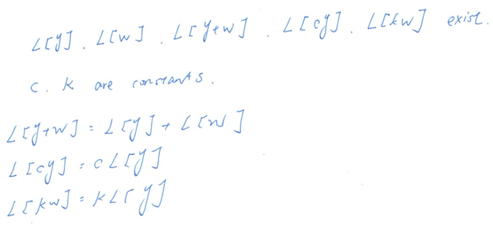 L[y] . L[w] . L[y+w] . L[cy] . L[kw] exist.
c . k are constants.
L[y+w] = L[y] + L[w]
L[cy] = cL[y]
L[kw] = kL[y]